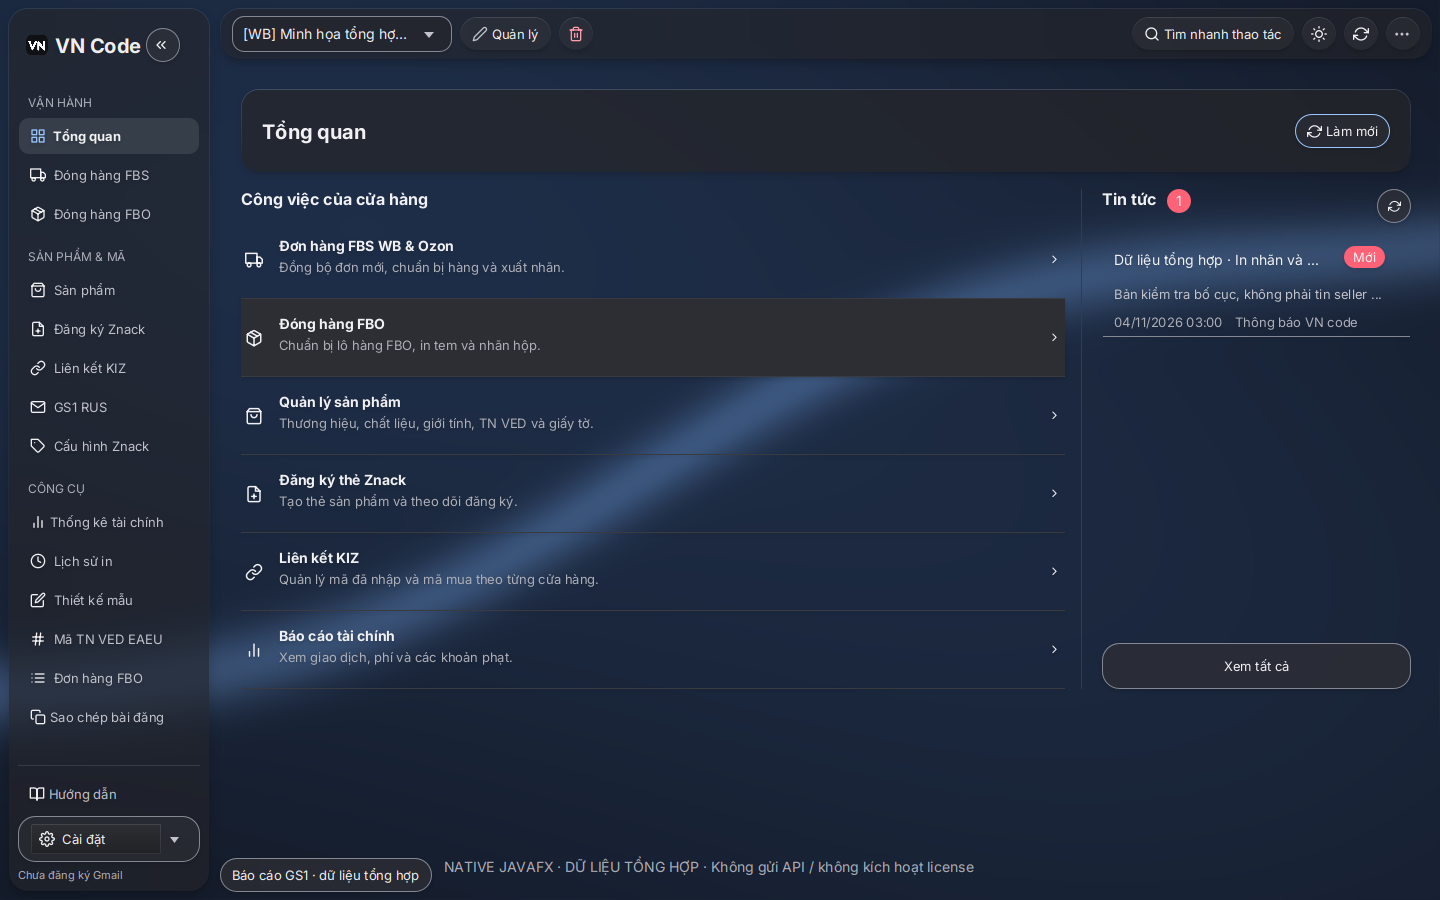 VN Code
VẬN HÀNH
Tổng quan
Đóng hàng FBS
Đóng hàng FBO
SẢN PHẨM & MÃ
Sản phẩm
Đăng ký Znack
Liên kết KIZ
GS1 RUS
Cấu hình Znack
CÔNG CỤ
Thống kê tài chính
Lịch sử in
Thiết kế mẫu
Mã TN VED EAEU
Đơn hàng FBO
Sao chép bài đăng
Hướng dẫn
Cài đặt
Chưa đăng ký Gmail
[WB] Minh họa tổng hợ...
Quản lý
Tìm nhanh thao tác
Tổng quan
Làm mới
Công việc của cửa hàng
Đơn hàng FBS WB & Ozon
Đồng bộ đơn mới, chuẩn bị hàng và xuất nhãn.
Đóng hàng FBO
Chuẩn bị lô hàng FBO, in tem và nhãn hộp.
Quản lý sản phẩm
Thương hiệu, chất liệu, giới tính, TN VED và giấy tờ.
Đăng ký thẻ Znack
Tạo thẻ sản phẩm và theo dõi đăng ký.
Liên kết KIZ
Quản lý mã đã nhập và mã mua theo từng cửa hàng.
Báo cáo tài chính
Xem giao dịch, phí và các khoản phạt.
Tin tức 1
Dữ liệu tổng hợp · In nhãn và ... Mới
Bản kiểm tra bố cục, không phải tin seller ...
04/11/2026 03:00 Thông báo VN code
Xem tất cả
Báo cáo GS1 · dữ liệu tổng hợp
NATIVE JAVAFX · DỮ LIỆU TỔNG HỢP · Không gửi API / không kích hoạt license